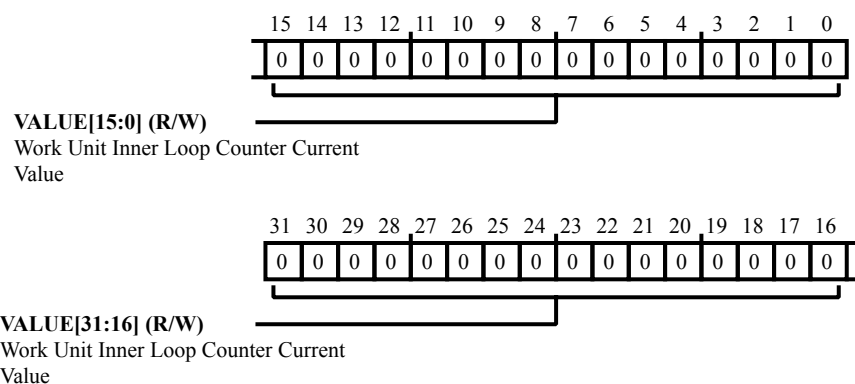 15 14 13 12 11 10 9 8 7 6 5 4 3 2 1 0
0 0 0 0 0 0 0 0 0 0 0 0 0 0 0 0
VALUE[15:0] (R/W)
Work Unit Inner Loop Counter Current
Value
31 30 29 28 27 26 25 24 23 22 21 20 19 18 17 16
0 0 0 0 0 0 0 0 0 0 0 0 0 0 0 0
VALUE[31:16] (R/W)
Work Unit Inner Loop Counter Current
Value